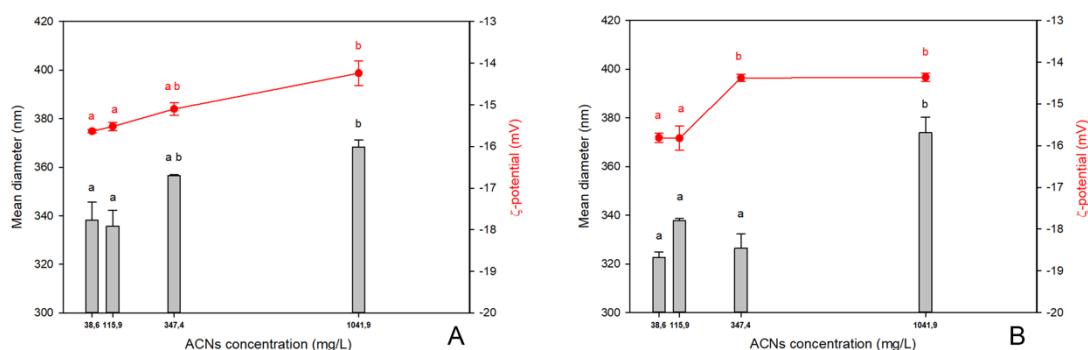 420
400
380
360
340
320
300
Mean diameter (nm)
-13
-14
-15
-16
-17
-18
-19
-20
ζ-potential (mV)
a
a
a b
b
a
a
a b
b
38,6
115,9
347,4
1041,9
ACNs concentration (mg/L)
A
420
400
380
360
340
320
300
Mean diameter (nm)
-13
-14
-15
-16
-17
-18
-19
-20
ζ-potential (mV)
a
a
b
b
a
a
a
b
38,6
115,9
347,4
1041,9
ACNs concentration (mg/L)
B